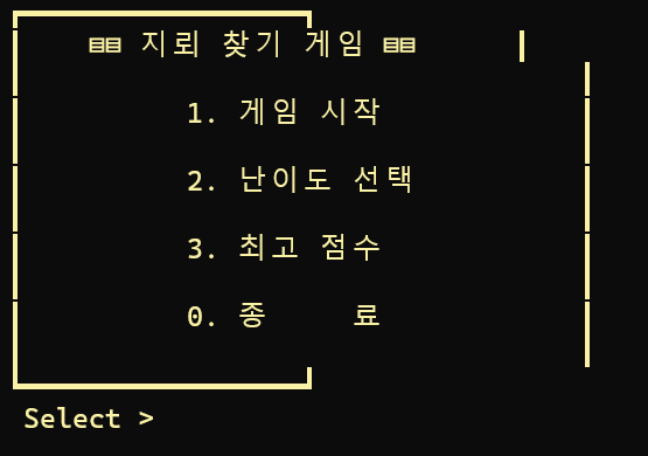 ▤▤ 지뢰 찾기 게임 ▤▤
1. 게임 시작
2. 난이도 선택
3. 최고 점수
0. 종 료
Select >